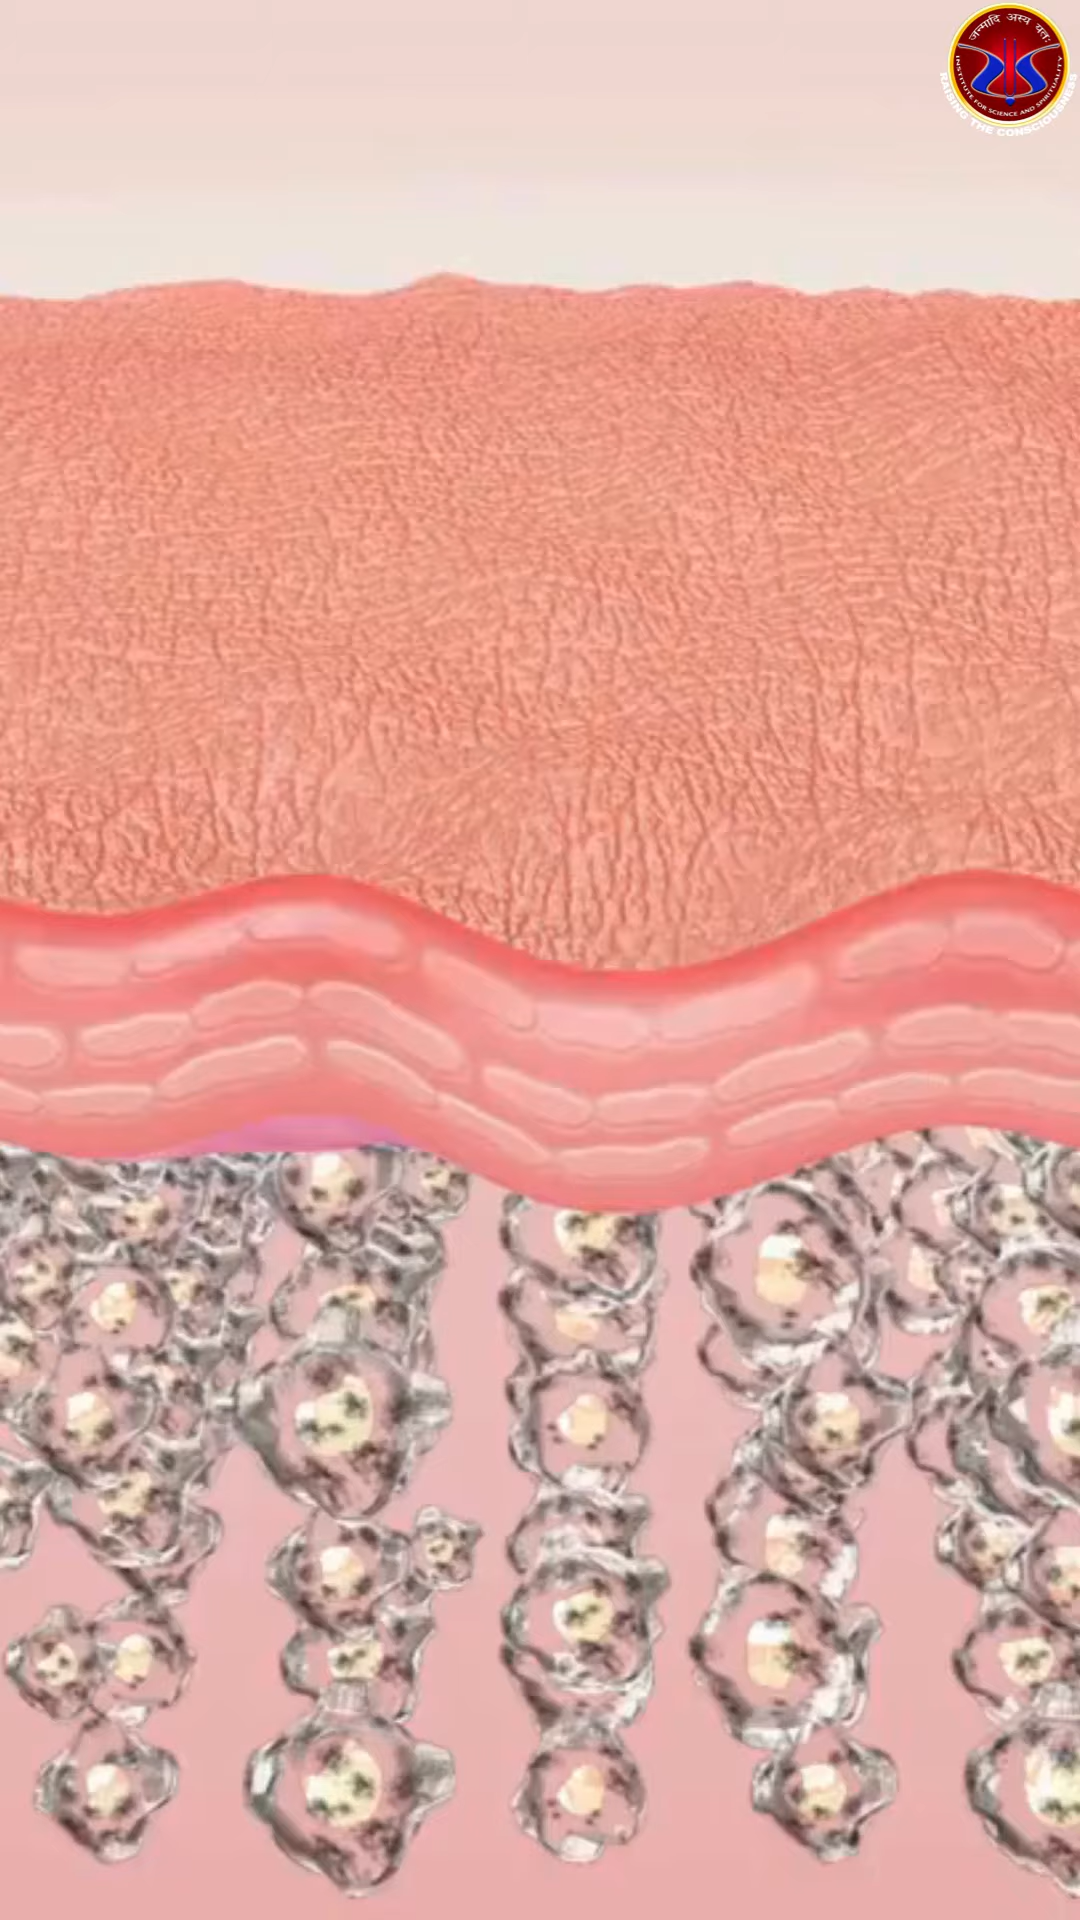 जन्मादि अस्य यतः
INSTITUTE FOR SCIENCE AND SPIRITUALITY
RAISING THE CONSCIOUSNESS